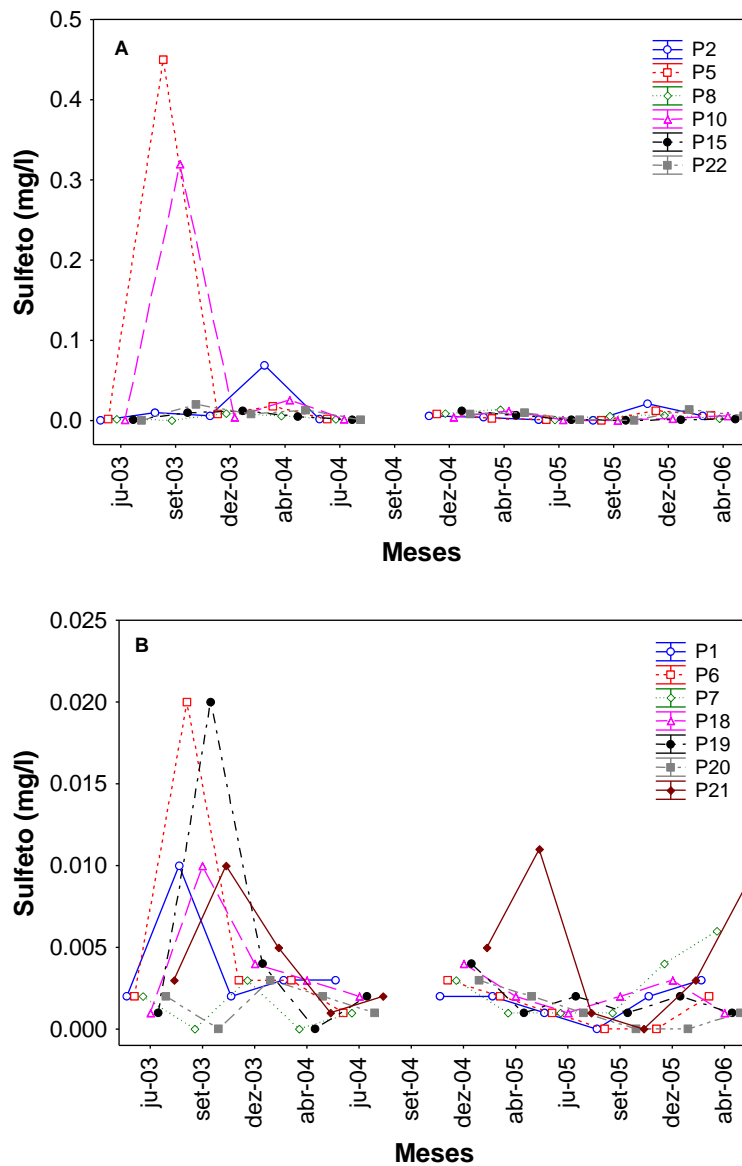 A
P2
P5
P8
P10
P15
P22
0.5
0.4
0.3
0.2
0.1
0.0
Sulfeto (mg/l)
ju-03
set-03
dez-03
abr-04
ju-04
set-04
dez-04
abr-05
ju-05
set-05
dez-05
abr-06
Meses
B
P1
P6
P7
P18
P19
P20
P21
0.025
0.020
0.015
0.010
0.005
0.000
Sulfeto (mg/l)
ju-03
set-03
dez-03
abr-04
ju-04
set-04
dez-04
abr-05
ju-05
set-05
dez-05
abr-06
Meses